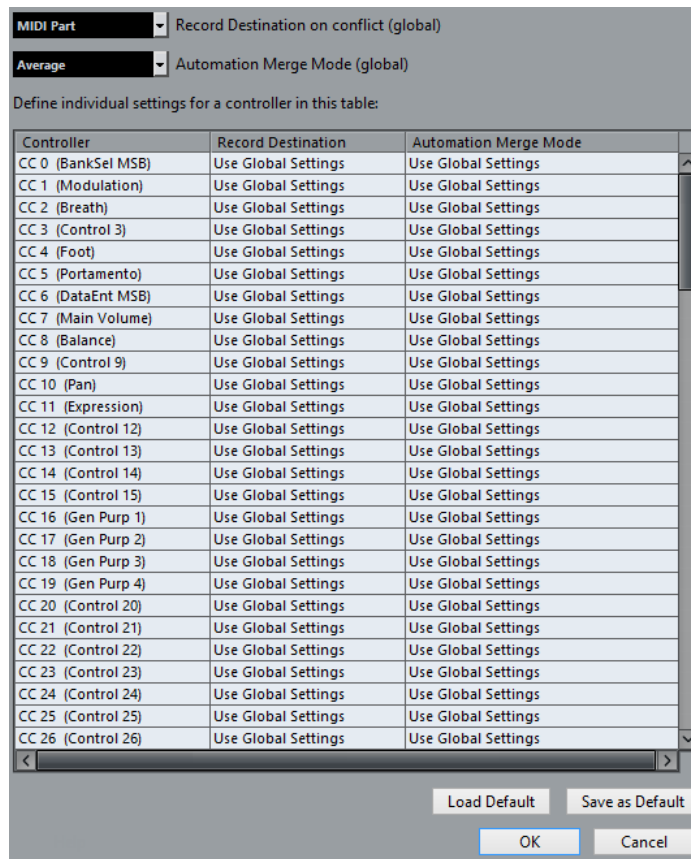 MIDI Part Record Destination on conflict (global)
Average Automation Merge Mode (global)
Define individual settings for a controller in this table:
Controller Record Destination Automation Merge Mode
CC 0 (BankSel MSB) Use Global Settings Use Global Settings
CC 1 (Modulation) Use Global Settings Use Global Settings
CC 2 (Breath) Use Global Settings Use Global Settings
CC 3 (Control 3) Use Global Settings Use Global Settings
CC 4 (Foot) Use Global Settings Use Global Settings
CC 5 (Portamento) Use Global Settings Use Global Settings
CC 6 (DataEnt MSB) Use Global Settings Use Global Settings
CC 7 (Main Volume) Use Global Settings Use Global Settings
CC 8 (Balance) Use Global Settings Use Global Settings
CC 9 (Control 9) Use Global Settings Use Global Settings
CC 10 (Pan) Use Global Settings Use Global Settings
CC 11 (Expression) Use Global Settings Use Global Settings
CC 12 (Control 12) Use Global Settings Use Global Settings
CC 13 (Control 13) Use Global Settings Use Global Settings
CC 14 (Control 14) Use Global Settings Use Global Settings
CC 15 (Control 15) Use Global Settings Use Global Settings
CC 16 (Gen Purp 1) Use Global Settings Use Global Settings
CC 17 (Gen Purp 2) Use Global Settings Use Global Settings
CC 18 (Gen Purp 3) Use Global Settings Use Global Settings
CC 19 (Gen Purp 4) Use Global Settings Use Global Settings
CC 20 (Control 20) Use Global Settings Use Global Settings
CC 21 (Control 21) Use Global Settings Use Global Settings
CC 22 (Control 22) Use Global Settings Use Global Settings
CC 23 (Control 23) Use Global Settings Use Global Settings
CC 24 (Control 24) Use Global Settings Use Global Settings
CC 25 (Control 25) Use Global Settings Use Global Settings
CC 26 (Control 26) Use Global Settings Use Global Settings
Load Default Save as Default
OK Cancel